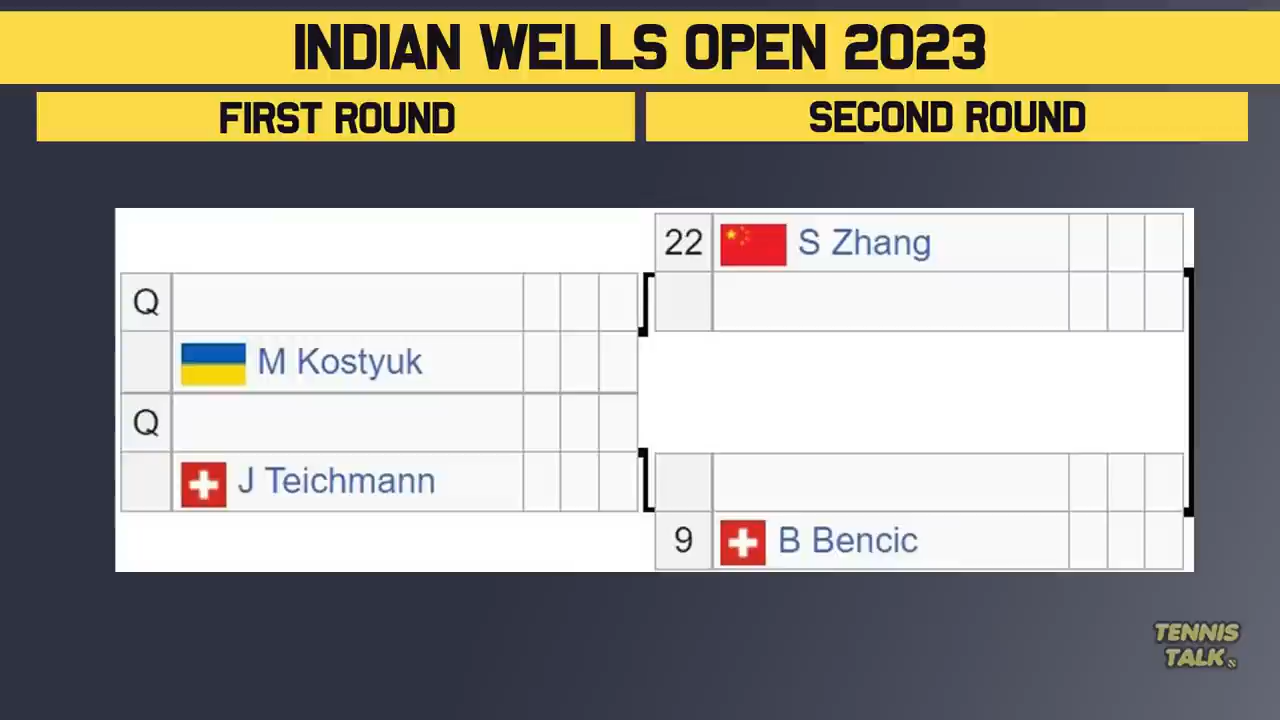 INDIAN WELLS OPEN 2023
FIRST ROUND
SECOND ROUND
22 S Zhang
Q
M Kostyuk
Q
J Teichmann
9 B Bencic
TENNIS
TALK